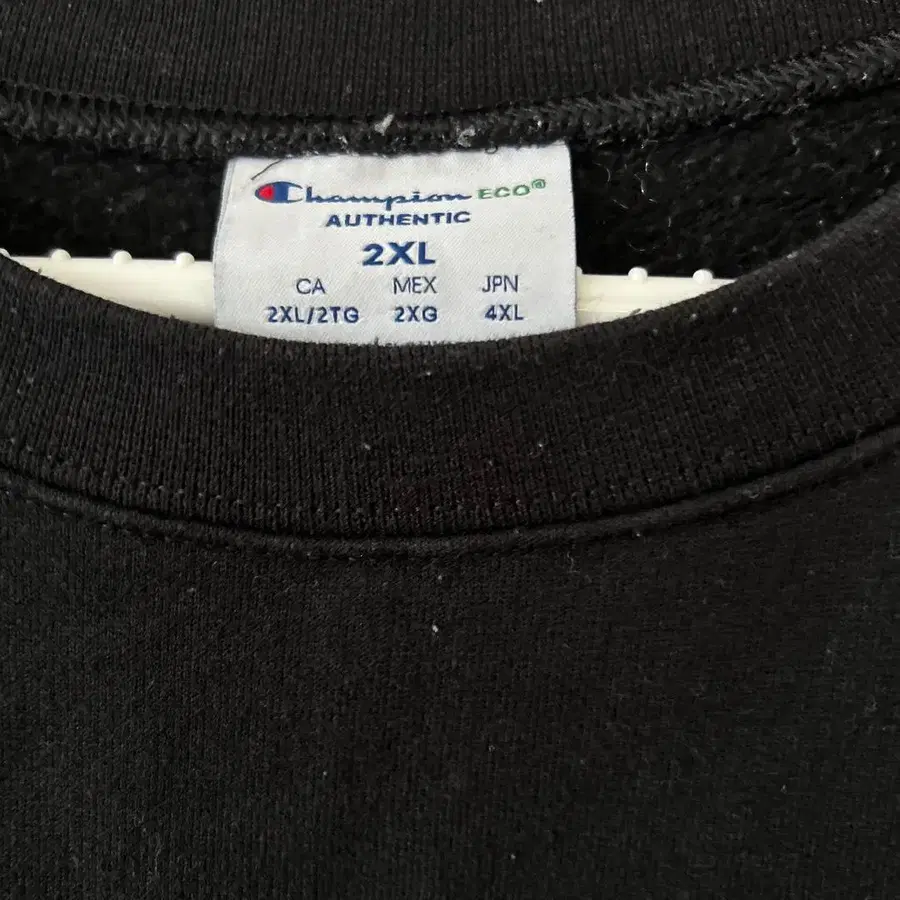 Champion ECO®
AUTHENTIC
2XL
CA MEX JPN
2XL/2TG 2XG 4XL